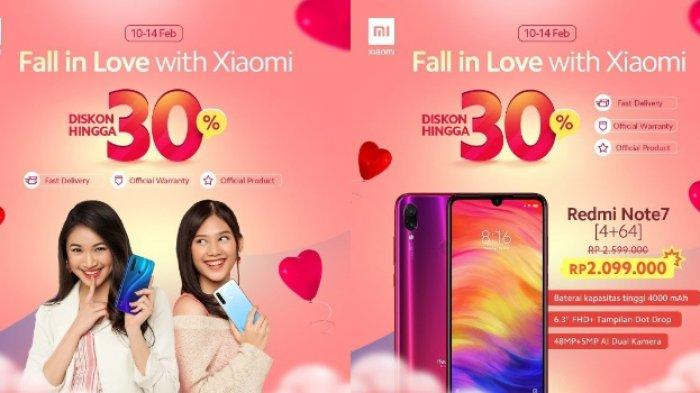 10-14 Feb
Fall in Love with Xiaomi
DISKON
HINGGA
30%
Fast Delivery
Official Warranty
Official Product
mi
xiaomi
10-14 Feb
Fall in Love with Xiaomi
DISKON
HINGGA
30%
Fast Delivery
Official Warranty
Official Product
Redmi Note7
[4+64]
RP 2.599.000
RP2.099.000
Baterai kapasitas tinggi 4000 mAh
6.3" FHD+ Tampilan Dot Drop
48MP+5MP AI Dual Kamera